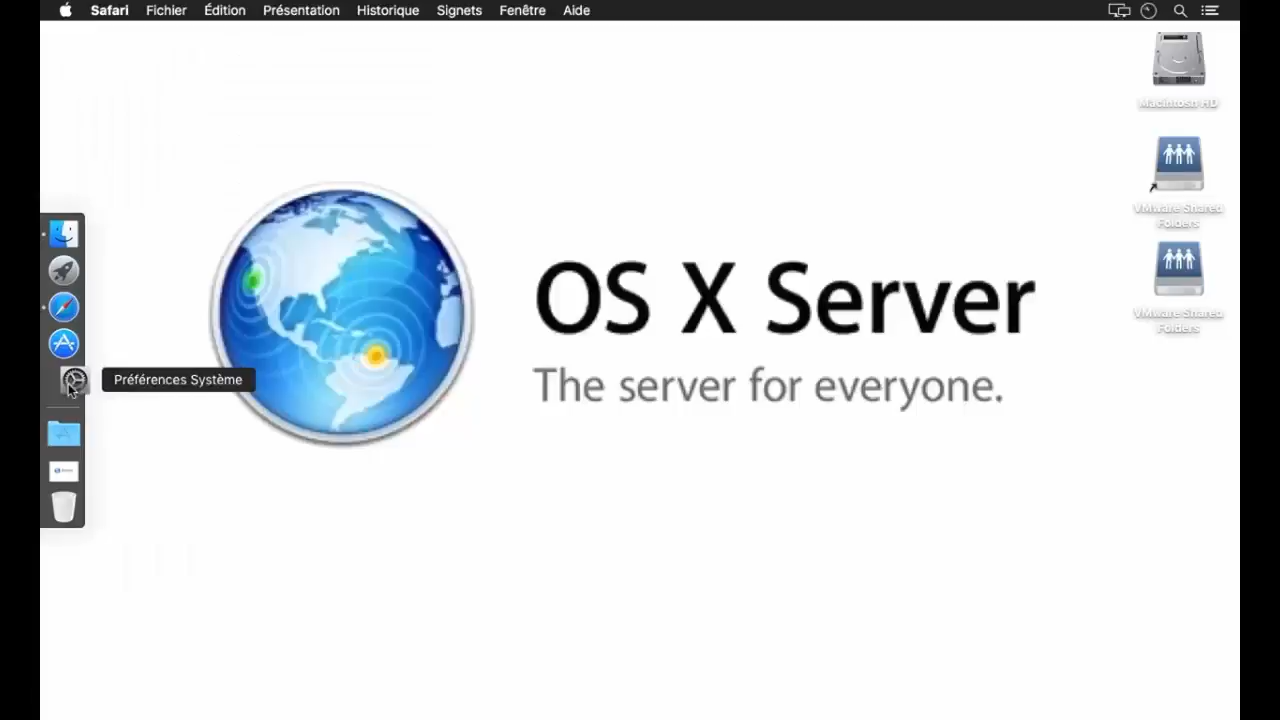 Safari Fichier Édition Présentation Historique Signets Fenêtre Aide
Macintosh HD
VMware Shared
Folders
VMware Shared
Folders
OS X Server
The server for everyone.
Préférences Système